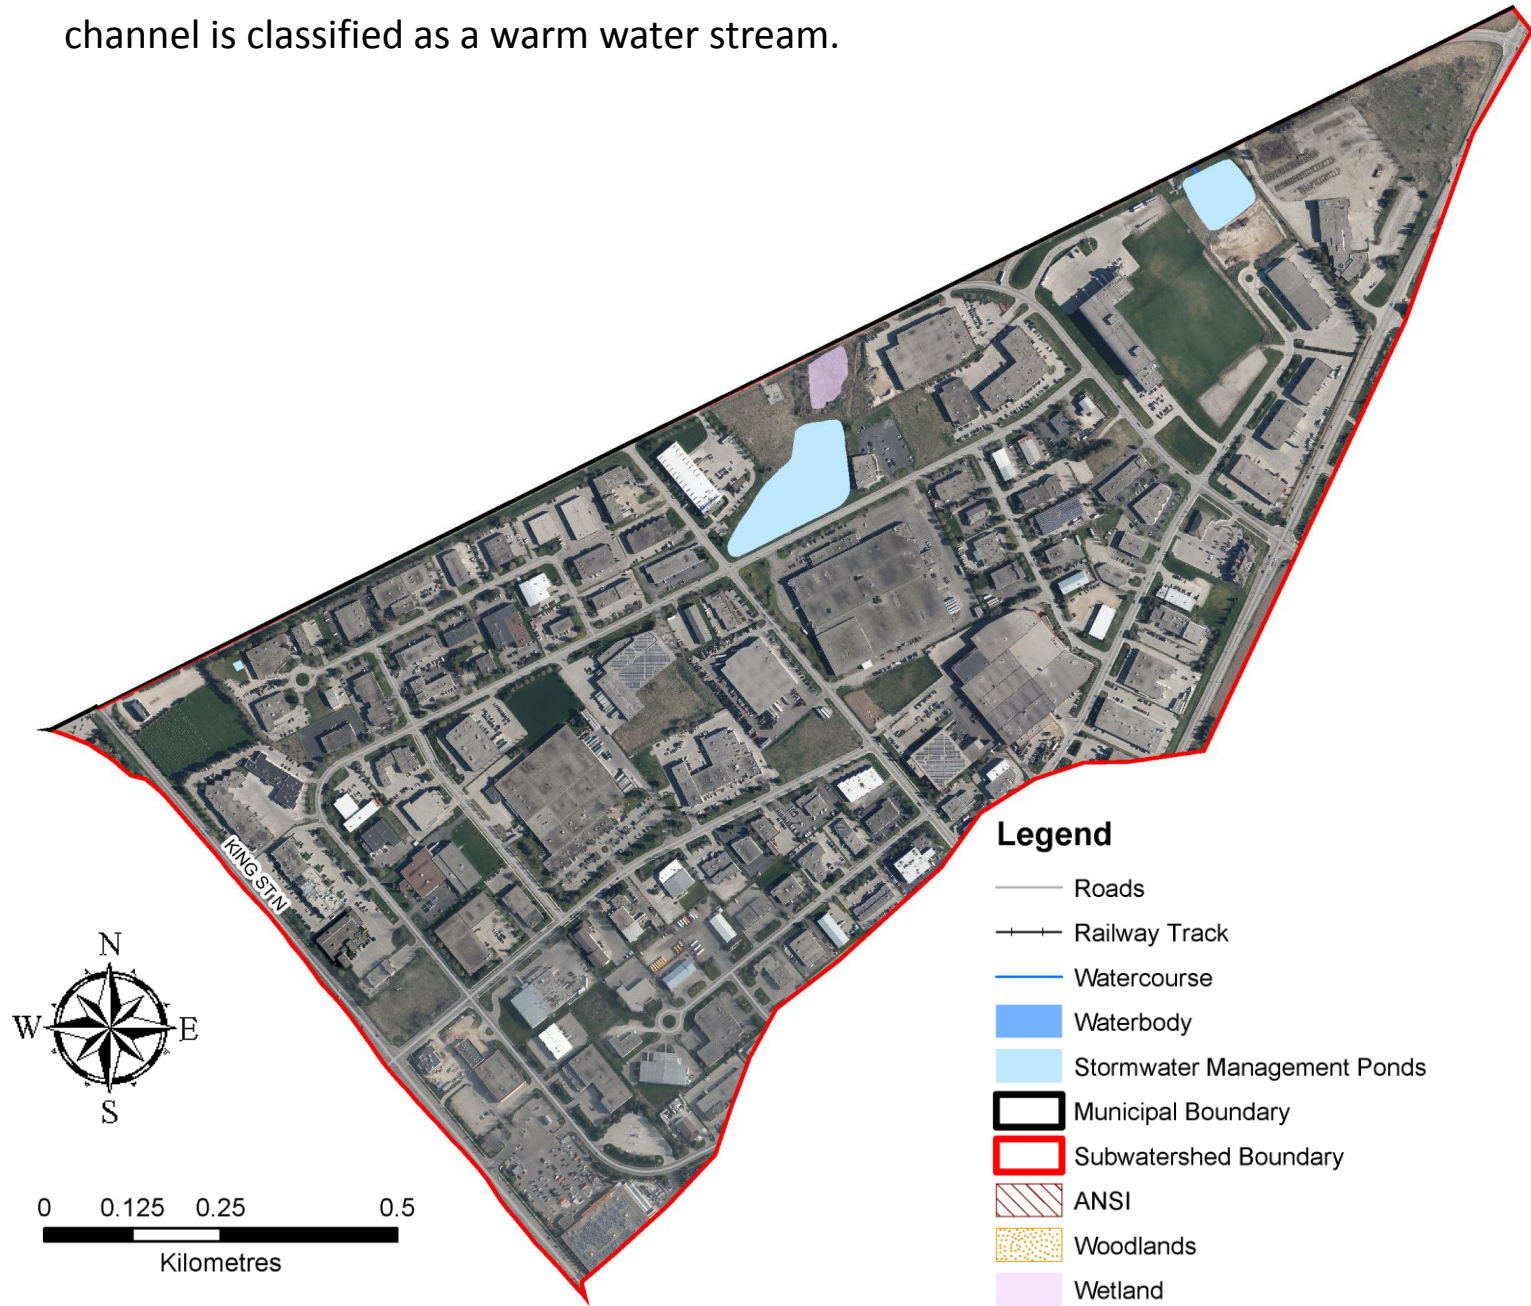 channel is classified as a warm water stream.
KING ST N
N
W E
S
0 0.125 0.25 0.5
Kilometres
Legend
Roads
Railway Track
Watercourse
Waterbody
Stormwater Management Ponds
Municipal Boundary
Subwatershed Boundary
ANSI
Woodlands
Wetland